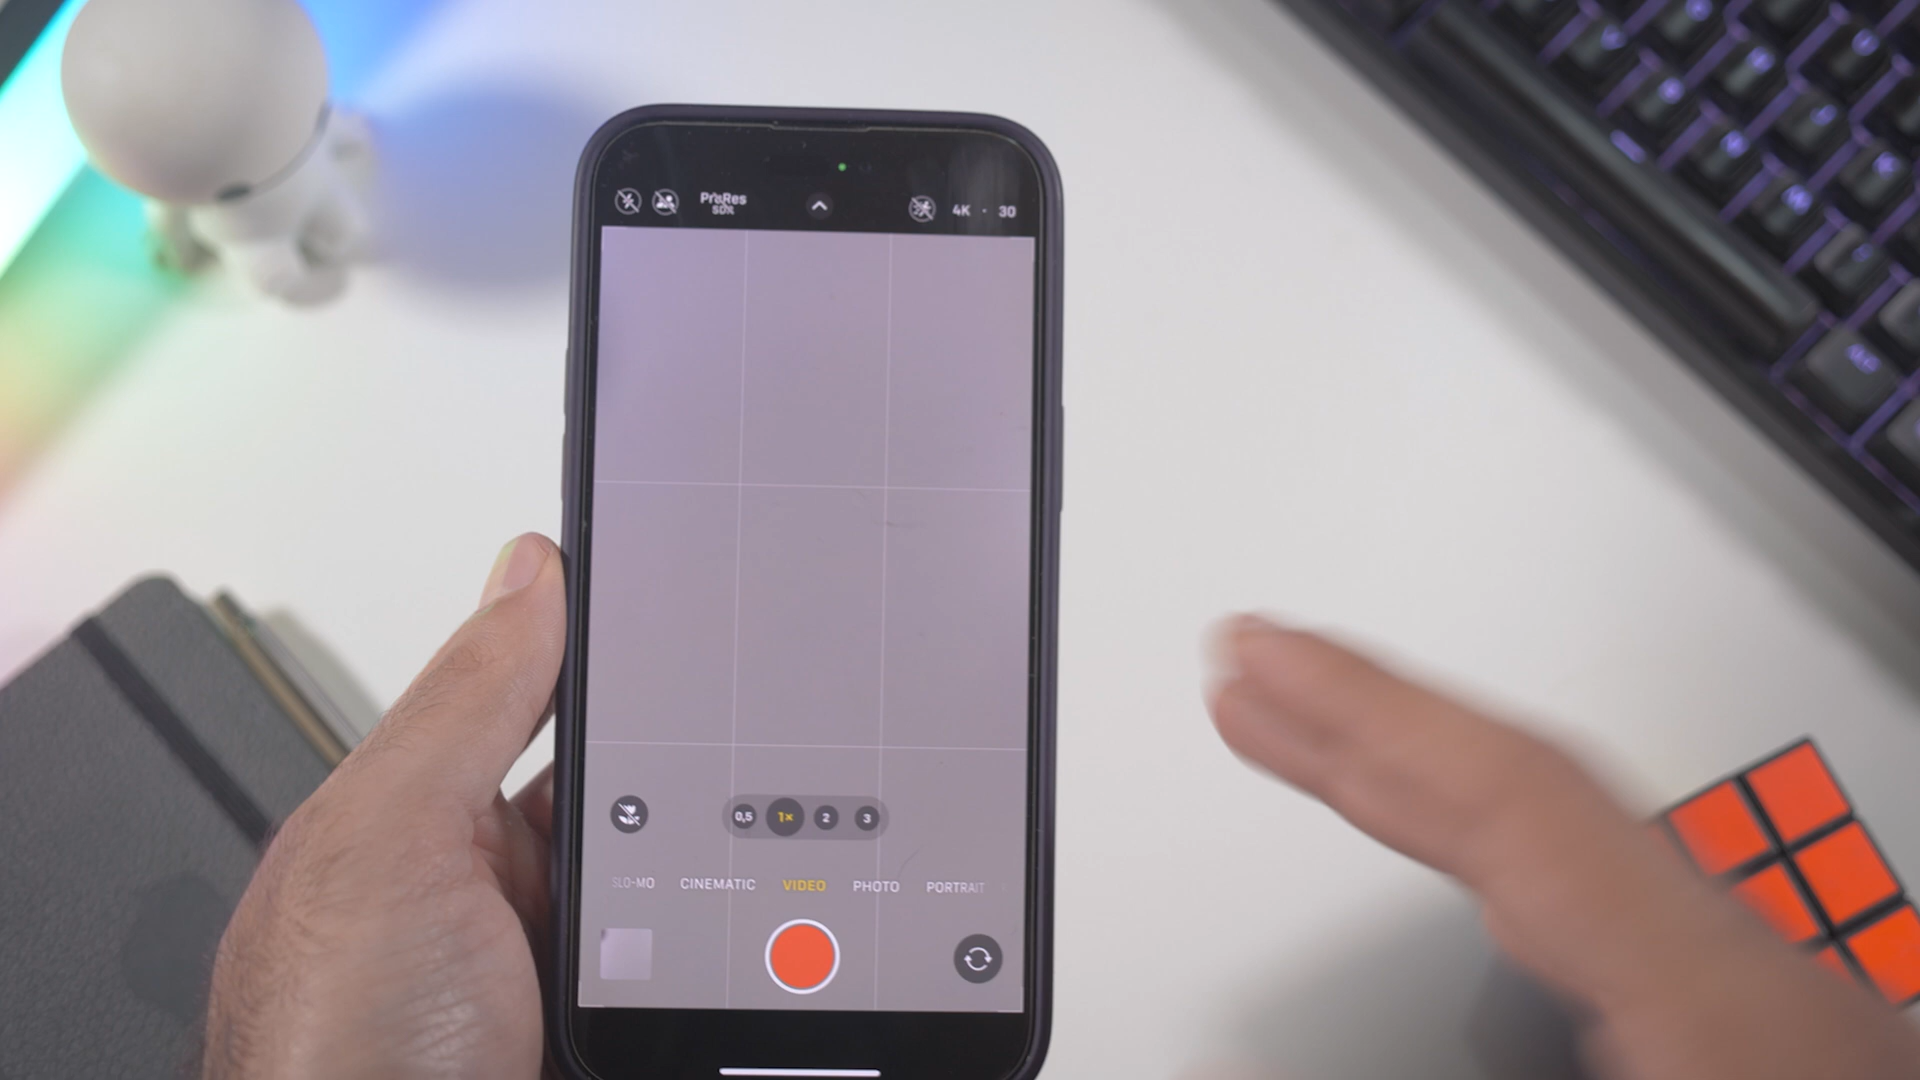 ProRes 4K · 30
SDR
0,5 1× 2 3
SLO-MO CINEMATIC VIDEO PHOTO PORTRAIT